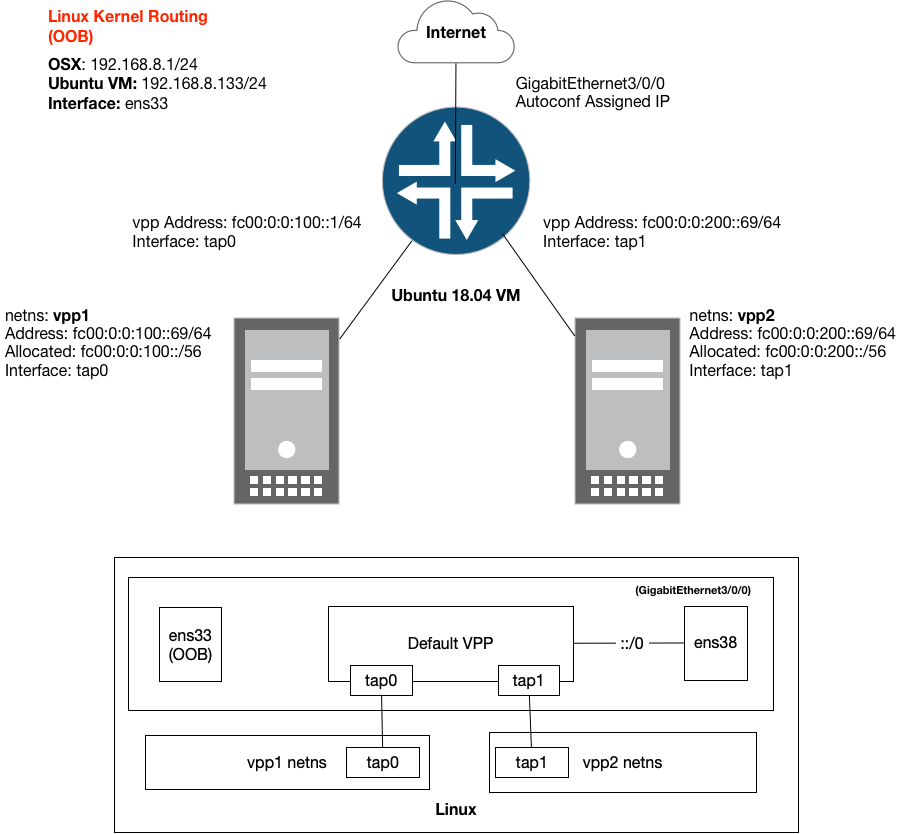 Linux Kernel Routing
(OOB)
OSX: 192.168.8.1/24
Ubuntu VM: 192.168.8.133/24
Interface: ens33
Internet
GigabitEthernet3/0/0
Autoconf Assigned IP
vpp Address: fc00:0:0:100::1/64
Interface: tap0
vpp Address: fc00:0:0:200::69/64
Interface: tap1
Ubuntu 18.04 VM
netns: vpp1
Address: fc00:0:0:100::69/64
Allocated: fc00:0:0:100::/56
Interface: tap0
netns: vpp2
Address: fc00:0:0:200::69/64
Allocated: fc00:0:0:200::/56
Interface: tap1
(GigabitEthernet3/0/0)
ens33
(OOB)
Default VPP
::/0
ens38
tap0
tap1
vpp1 netns
tap0
tap1
vpp2 netns
Linux